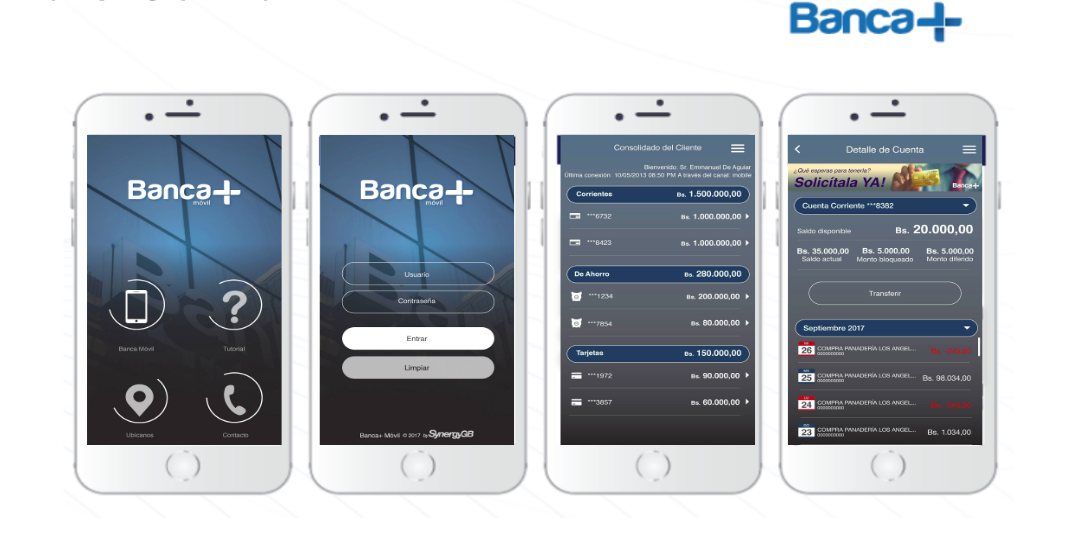 Banca+
Banca+
móvil
Banca Móvil
Tutorial
Ubícanos
Contacto
Banca+
móvil
Usuario
Contraseña
Entrar
Limpiar
Banca+ Móvil © 2017 by SynergyGB
Consolidado del Cliente
Bienvenido: Sr. Emmanuel De Aguiar
Última conexión: 10/05/2013 06:50 PM A través del canal: mobile
Corrientes Bs. 1.500.000,00
***6732 Bs. 1.000.000,00
***8423 Bs. 1.000.000,00
De Ahorro Bs. 280.000,00
***1234 Bs. 200.000,00
***7854 Bs. 80.000,00
Tarjetas Bs. 150.000,00
***1972 Bs. 90.000,00
***3857 Bs. 60.000,00
Detalle de Cuenta
¿Qué esperas para tenerla?
Solicítala YA!
Banca+
Cuenta Corriente ***8382
Saldo disponible Bs. 20.000,00
Bs. 35.000,00 Bs. 5.000,00 Bs. 5.000,00
Saldo actual Monto bloqueado Monto diferido
Transferir
Septiembre 2017
26 COMPRA PANADERÍA LOS ANGEL...
0000000000
25 COMPRA PANADERÍA LOS ANGEL... Bs. 98.034,00
0000000000
24 COMPRA PANADERÍA LOS ANGEL...
0000000000
23 COMPRA PANADERÍA LOS ANGEL... Bs. 1.034,00
0000000000